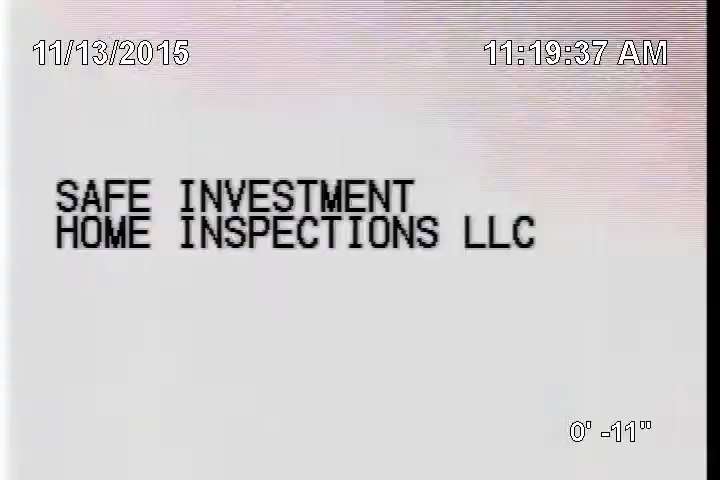 11/13/2015 11:19:37 AM
SAFE INVESTMENT
HOME INSPECTIONS LLC
0' -11"